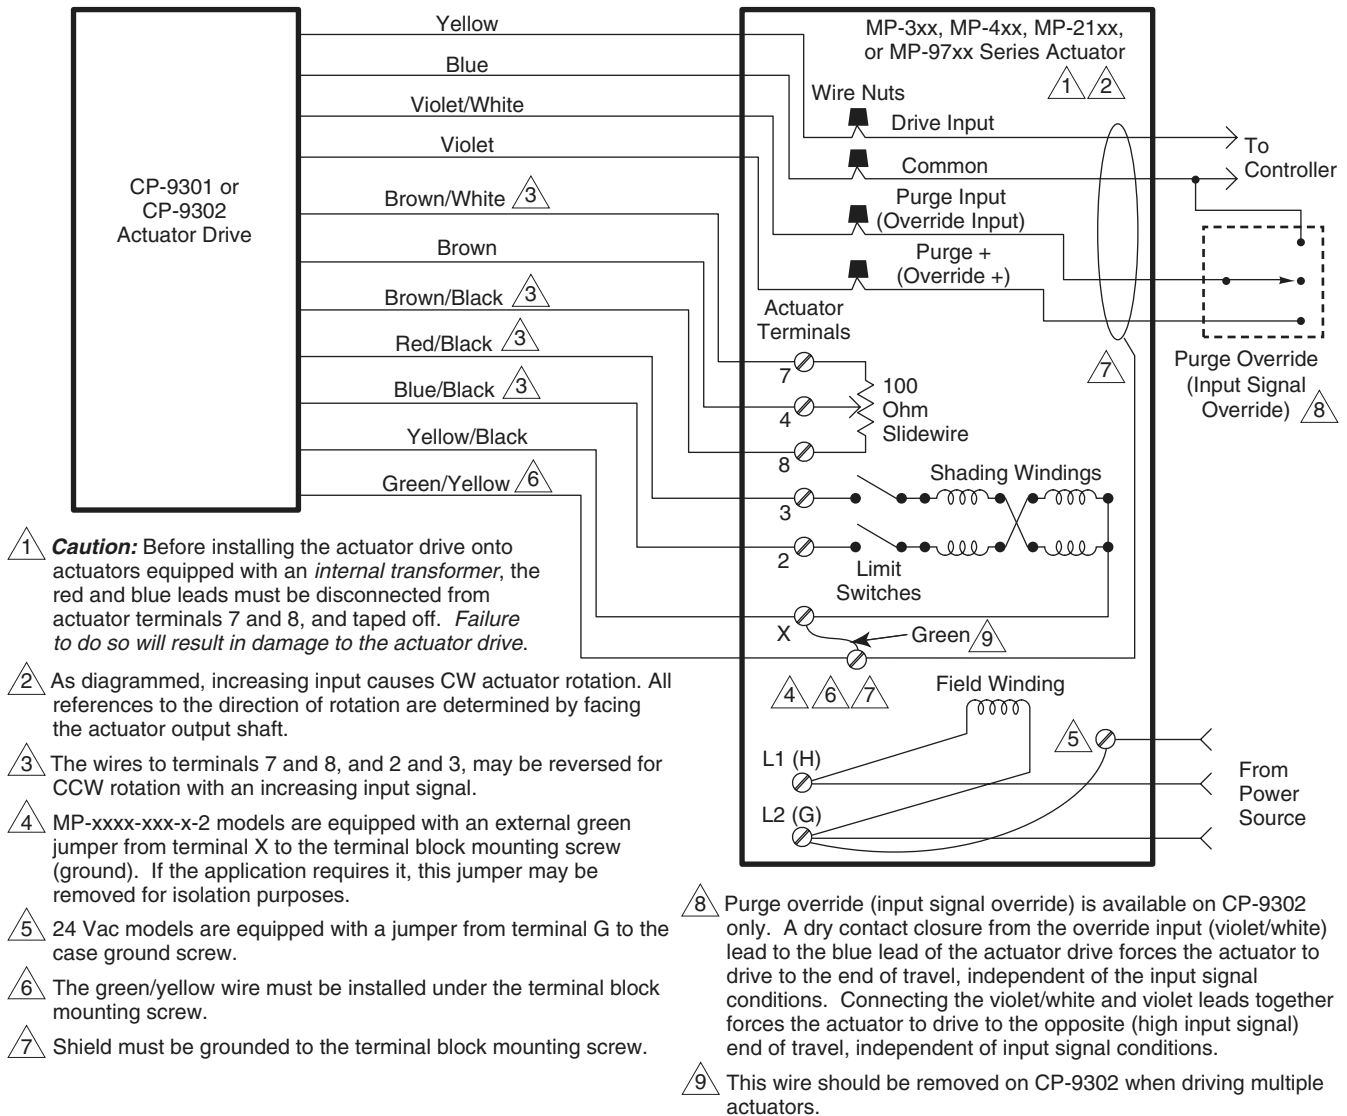 Yellow
Blue
Violet/White
Violet
Brown/White 3
Brown
Brown/Black 3
Red/Black 3
Blue/Black 3
Yellow/Black
Green/Yellow 6
CP-9301 or
CP-9302
Actuator Drive
MP-3xx, MP-4xx, MP-21xx,
or MP-97xx Series Actuator
1 2
Wire Nuts
Drive Input
Common
Purge Input
(Override Input)
Purge +
(Override +)
To
Controller
Actuator
Terminals
7
4
8
3
2
X
100
Ohm
Slidewire
7
Purge Override
(Input Signal
Override) 8
Shading Windings
Limit
Switches
Green 9
4 6 7
Field Winding
5
L1 (H)
L2 (G)
From
Power
Source
1 Caution: Before installing the actuator drive onto
actuators equipped with an internal transformer, the
red and blue leads must be disconnected from
actuator terminals 7 and 8, and taped off. Failure
to do so will result in damage to the actuator drive.
2 As diagrammed, increasing input causes CW actuator rotation. All
references to the direction of rotation are determined by facing
the actuator output shaft.
3 The wires to terminals 7 and 8, and 2 and 3, may be reversed for
CCW rotation with an increasing input signal.
4 MP-xxxx-xxx-x-2 models are equipped with an external green
jumper from terminal X to the terminal block mounting screw
(ground). If the application requires it, this jumper may be
removed for isolation purposes.
5 24 Vac models are equipped with a jumper from terminal G to the
case ground screw.
6 The green/yellow wire must be installed under the terminal block
mounting screw.
7 Shield must be grounded to the terminal block mounting screw.
8 Purge override (input signal override) is available on CP-9302
only. A dry contact closure from the override input (violet/white)
lead to the blue lead of the actuator drive forces the actuator to
drive to the end of travel, independent of the input signal
conditions. Connecting the violet/white and violet leads together
forces the actuator to drive to the opposite (high input signal)
end of travel, independent of input signal conditions.
9 This wire should be removed on CP-9302 when driving multiple
actuators.